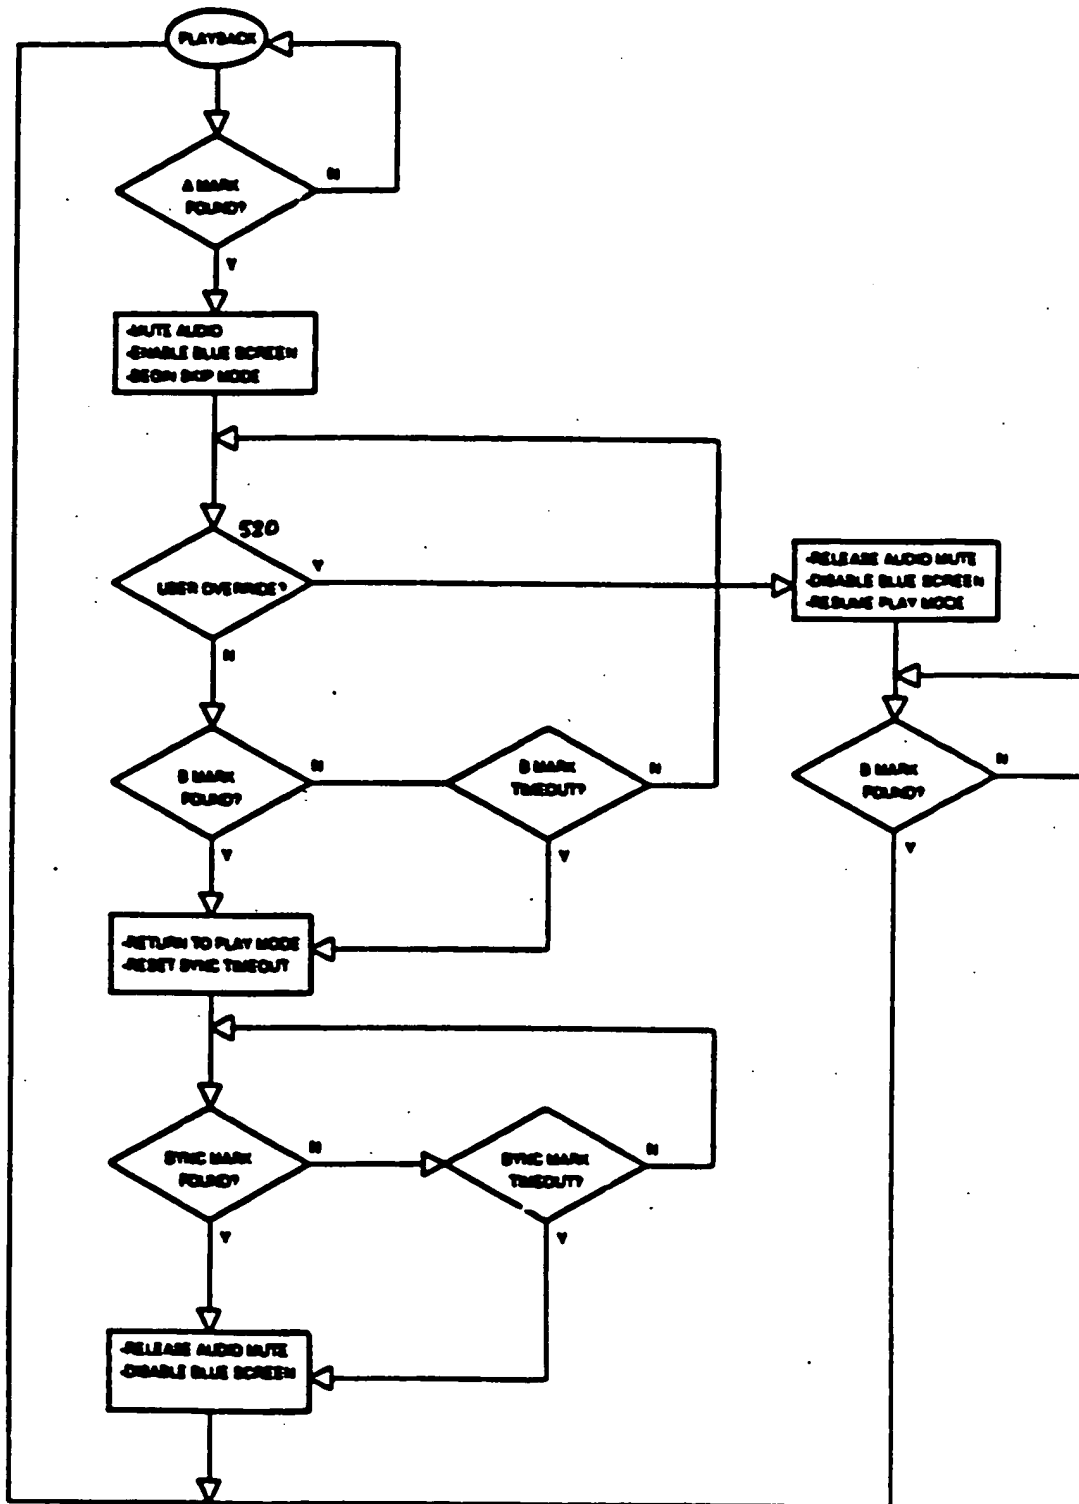 PLAYBACK
A MARK
FOUND?
N
Y
-MUTE AUDIO
-ENABLE BLUE SCREEN
-BEGIN SKIP MODE
520
USER OVERRIDE?
Y
N
-RELEASE AUDIO MUTE
-DISABLE BLUE SCREEN
-RESUME PLAY MODE
B MARK
FOUND?
N
Y
B MARK
TIMEOUT?
N
Y
B MARK
FOUND?
N
Y
-RETURN TO PLAY MODE
-RESET SYNC TIMEOUT
SYNC MARK
FOUND?
N
Y
SYNC MARK
TIMEOUT?
N
Y
-RELEASE AUDIO MUTE
-DISABLE BLUE SCREEN